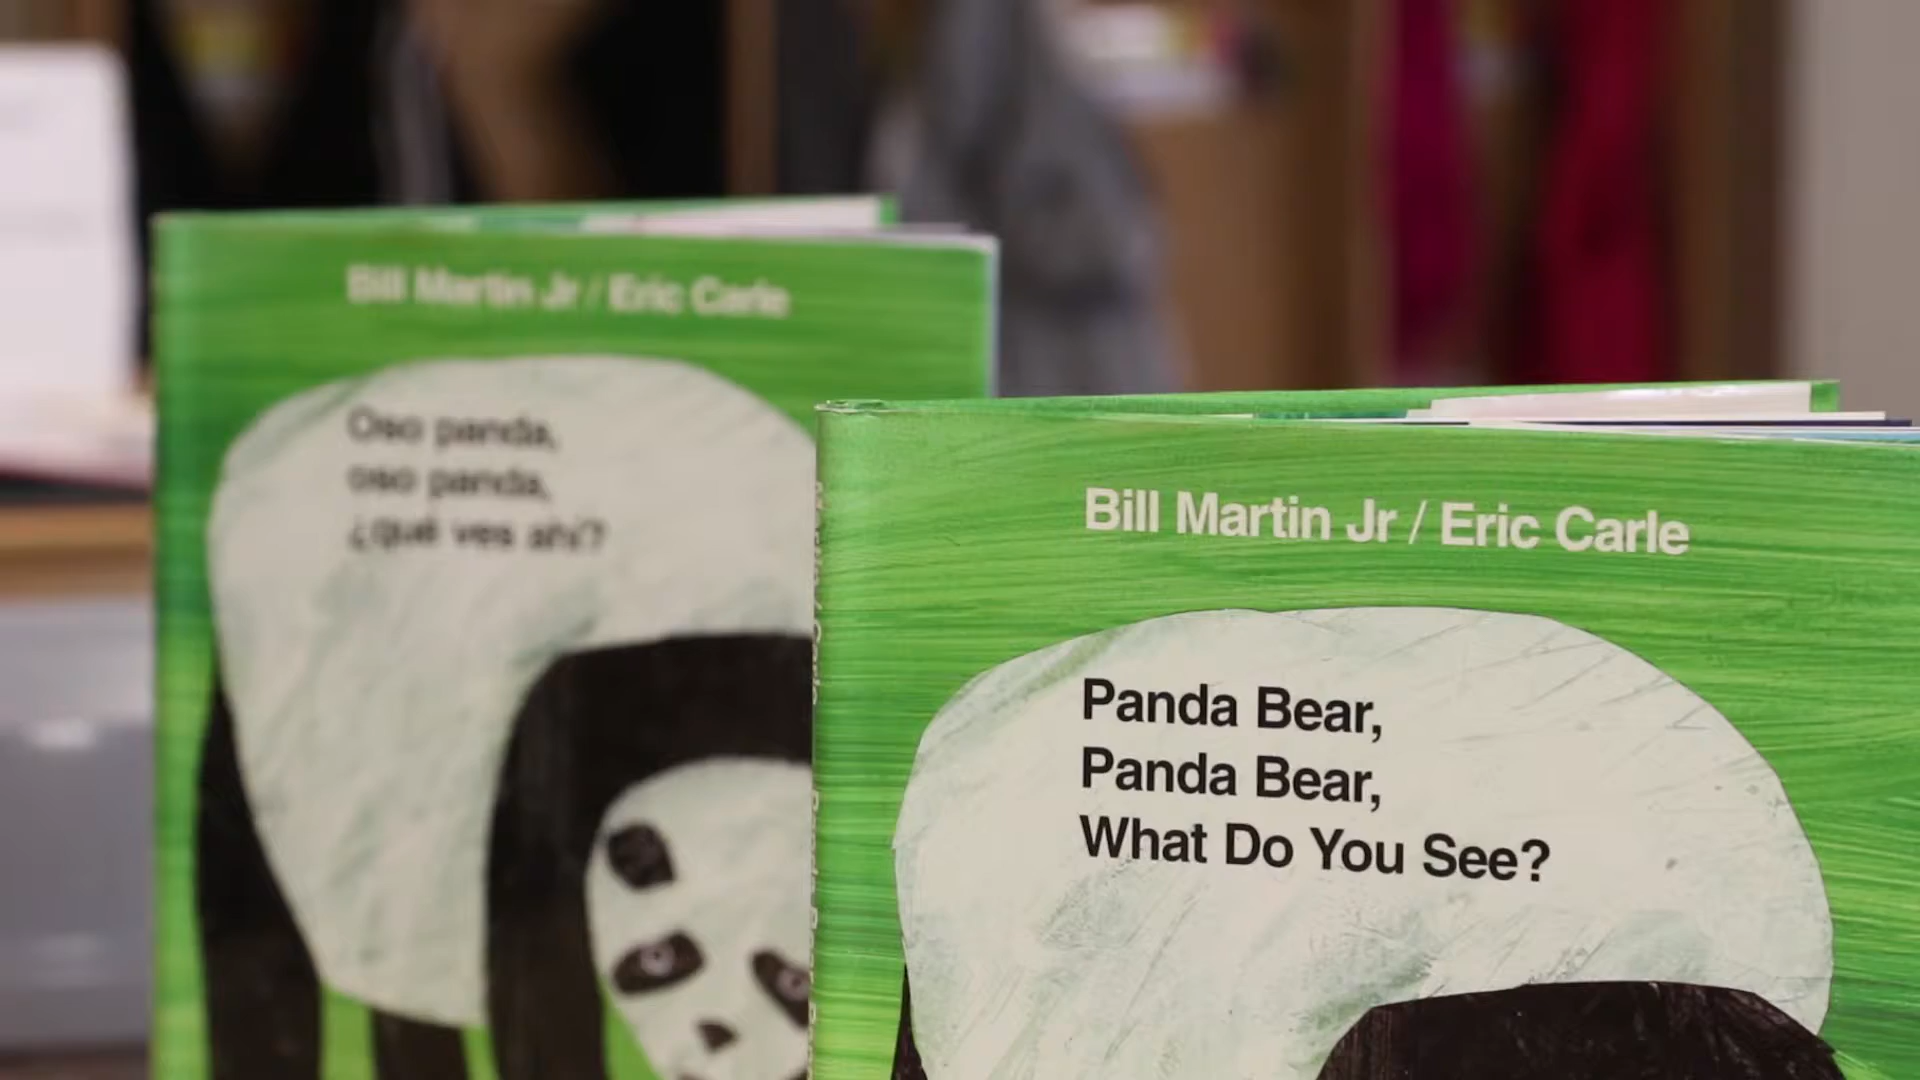 Bill Martin Jr / Eric Carle
Oso panda,
oso panda,
¿qué ves ahí?
Bill Martin Jr / Eric Carle
Panda Bear,
Panda Bear,
What Do You See?